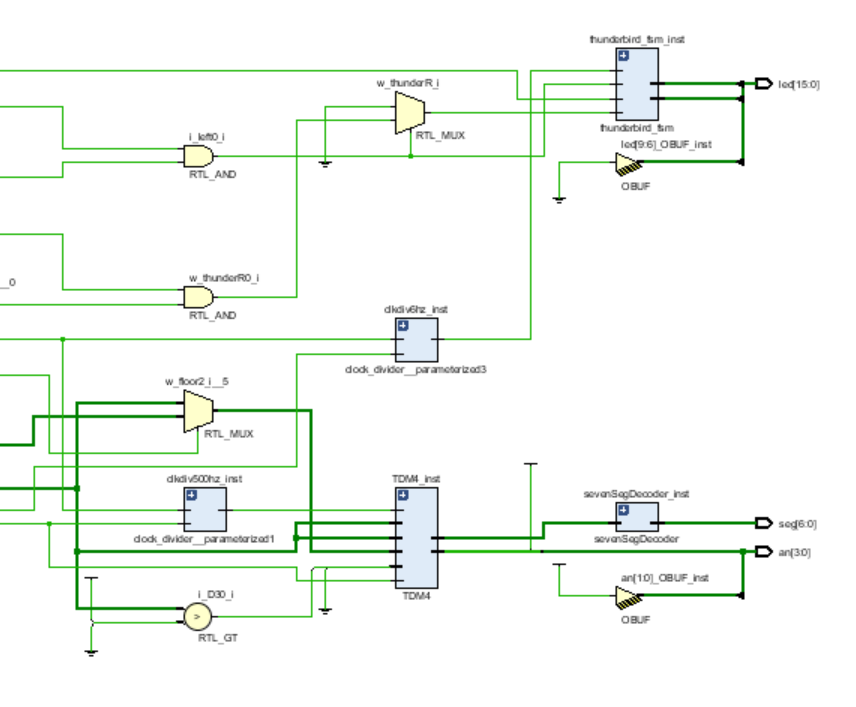 thunderbird_fsm_inst
led[15:0]
w_thunderR_i
RTL_MUX
thunderbird_fsm
i_left0_i
led[9:6]_OBUF_inst
RTL_AND
OBUF
w_thunderR0_i
__0
RTL_AND
clkdiv6hz_inst
clock_divider__parameterized3
w_floor2_i__5
RTL_MUX
clkdiv500hz_inst
TDM4_inst
sevenSegDecoder_inst
seg[6:0]
clock_divider__parameterized1
sevenSegDecoder
an[3:0]
an[1:0]_OBUF_inst
i_D30_i
TDM4
>
OBUF
RTL_GT